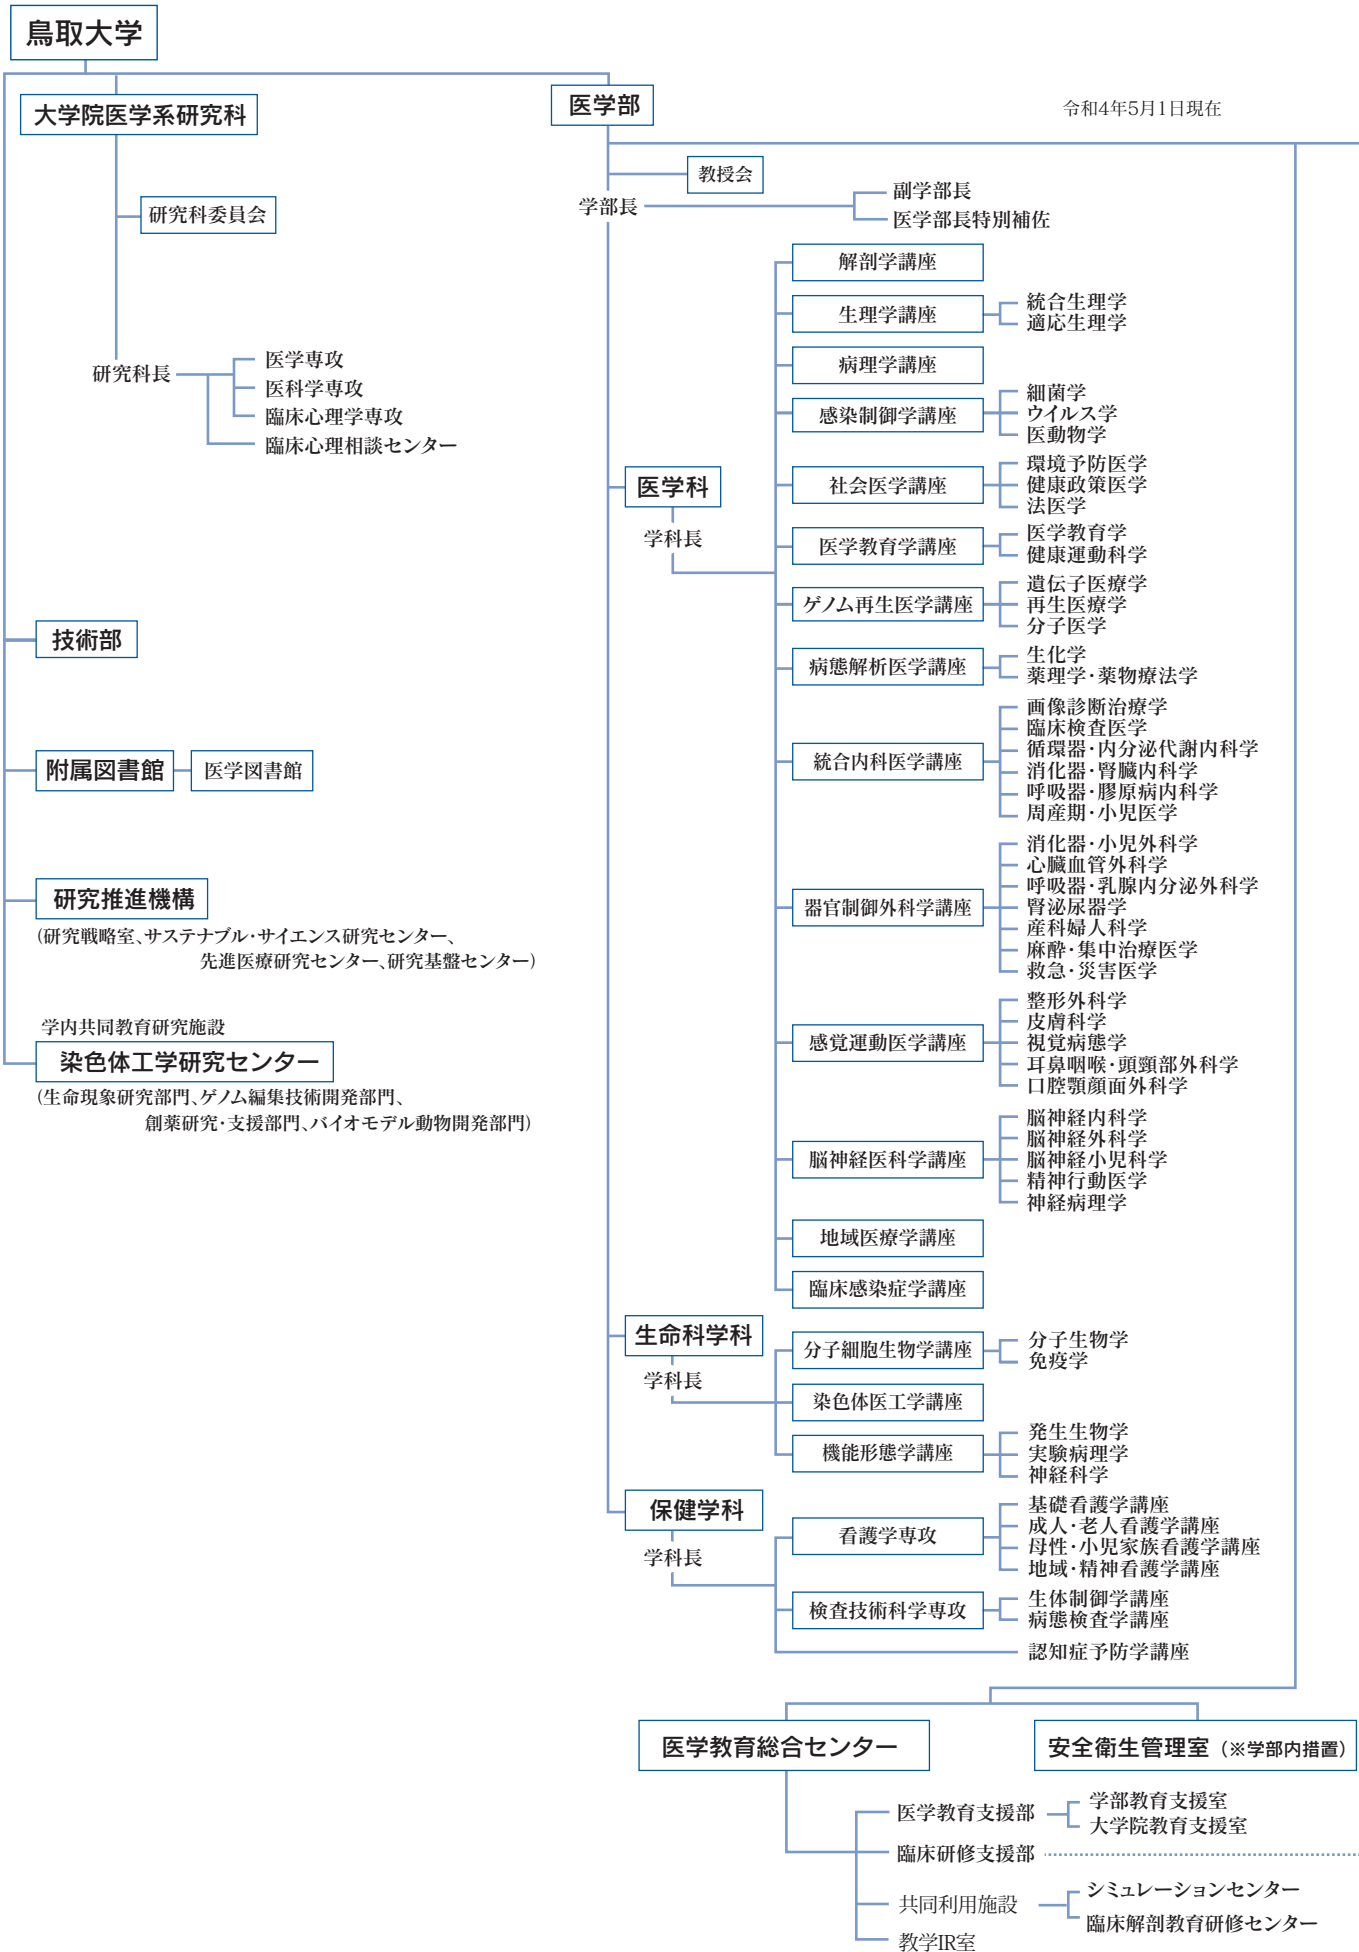 鳥取大学
大学院医学系研究科
医学部
令和4年5月1日現在
教授会
学部長
副学部長
医学部長特別補佐
研究科委員会
研究科長
医学専攻
医科学専攻
臨床心理学専攻
臨床心理相談センター
技術部
附属図書館
医学図書館
研究推進機構
(研究戦略室、サステナブル・サイエンス研究センター、
先進医療研究センター、研究基盤センター)
学内共同教育研究施設
染色体工学研究センター
(生命現象研究部門、ゲノム編集技術開発部門、
創薬研究・支援部門、バイオモデル動物開発部門)
医学科
学科長
解剖学講座
生理学講座
統合生理学
適応生理学
病理学講座
感染制御学講座
細菌学
ウイルス学
医動物学
社会医学講座
環境予防医学
健康政策医学
法医学
医学教育学講座
医学教育学
健康運動科学
ゲノム再生医学講座
遺伝子医療学
再生医療学
分子医学
病態解析医学講座
生化学
薬理学・薬物療法学
統合内科医学講座
画像診断治療学
臨床検査医学
循環器・内分泌代謝内科学
消化器・腎臓内科学
呼吸器・膠原病内科学
周産期・小児医学
器官制御外科学講座
消化器・小児外科学
心臓血管外科学
呼吸器・乳腺内分泌外科学
腎泌尿器学
産科婦人科学
麻酔・集中治療医学
救急・災害医学
感覚運動医学講座
整形外科学
皮膚科学
視覚病態学
耳鼻咽喉・頭頸部外科学
口腔顎顔面外科学
脳神経医科学講座
脳神経内科学
脳神経外科学
脳神経小児科学
精神行動医学
神経病理学
地域医療学講座
臨床感染症学講座
生命科学科
学科長
分子細胞生物学講座
分子生物学
免疫学
染色体医工学講座
機能形態学講座
発生生物学
実験病理学
神経科学
保健学科
学科長
看護学専攻
基礎看護学講座
成人・老人看護学講座
母性・小児家族看護学講座
地域・精神看護学講座
検査技術科学専攻
生体制御学講座
病態検査学講座
認知症予防学講座
医学教育総合センター
安全衛生管理室（※学部内措置）
医学教育支援部
学部教育支援室
大学院教育支援室
臨床研修支援部
共同利用施設
シミュレーションセンター
臨床解剖教育研修センター
教学IR室